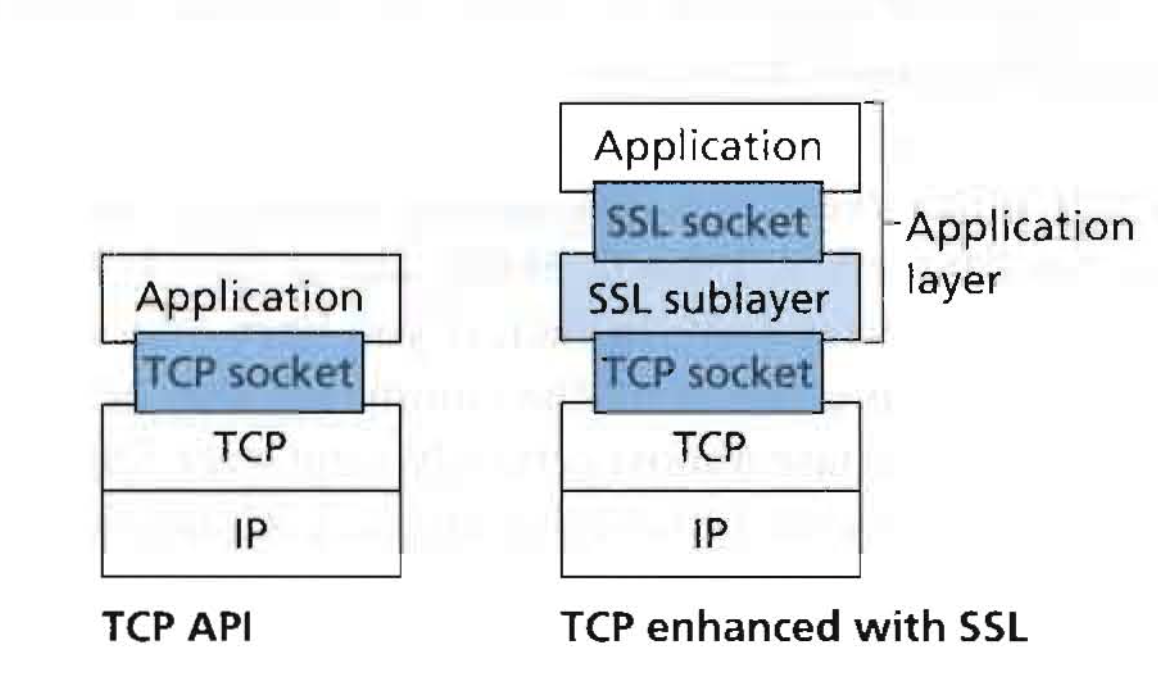 Application
TCP socket
TCP
IP
TCP API
Application
SSL socket
SSL sublayer
TCP socket
TCP
IP
Application
layer
TCP enhanced with SSL